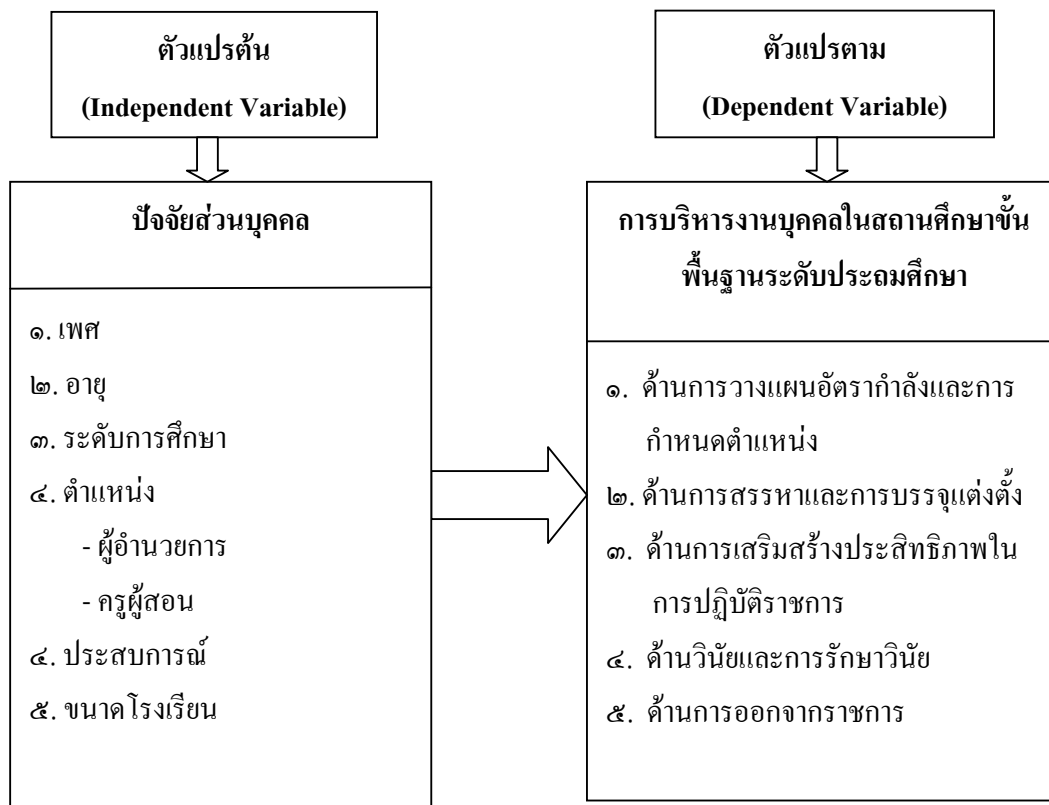 ตัวแปรต้น
(Independent Variable)
ปัจจัยส่วนบุคคล
๑. เพศ
๒. อายุ
๓. ระดับการศึกษา
๔. ตำแหน่ง
- ผู้อำนวยการ
- ครูผู้สอน
๔. ประสบการณ์
๕. ขนาดโรงเรียน
ตัวแปรตาม
(Dependent Variable)
การบริหารงานบุคคลในสถานศึกษาขั้น
พื้นฐานระดับประถมศึกษา
๑. ด้านการวางแผนอัตรากำลังและการ
กำหนดตำแหน่ง
๒. ด้านการสรรหาและการบรรจุแต่งตั้ง
๓. ด้านการเสริมสร้างประสิทธิภาพใน
การปฏิบัติราชการ
๔. ด้านวินัยและการรักษาวินัย
๕. ด้านการออกจากราชการ